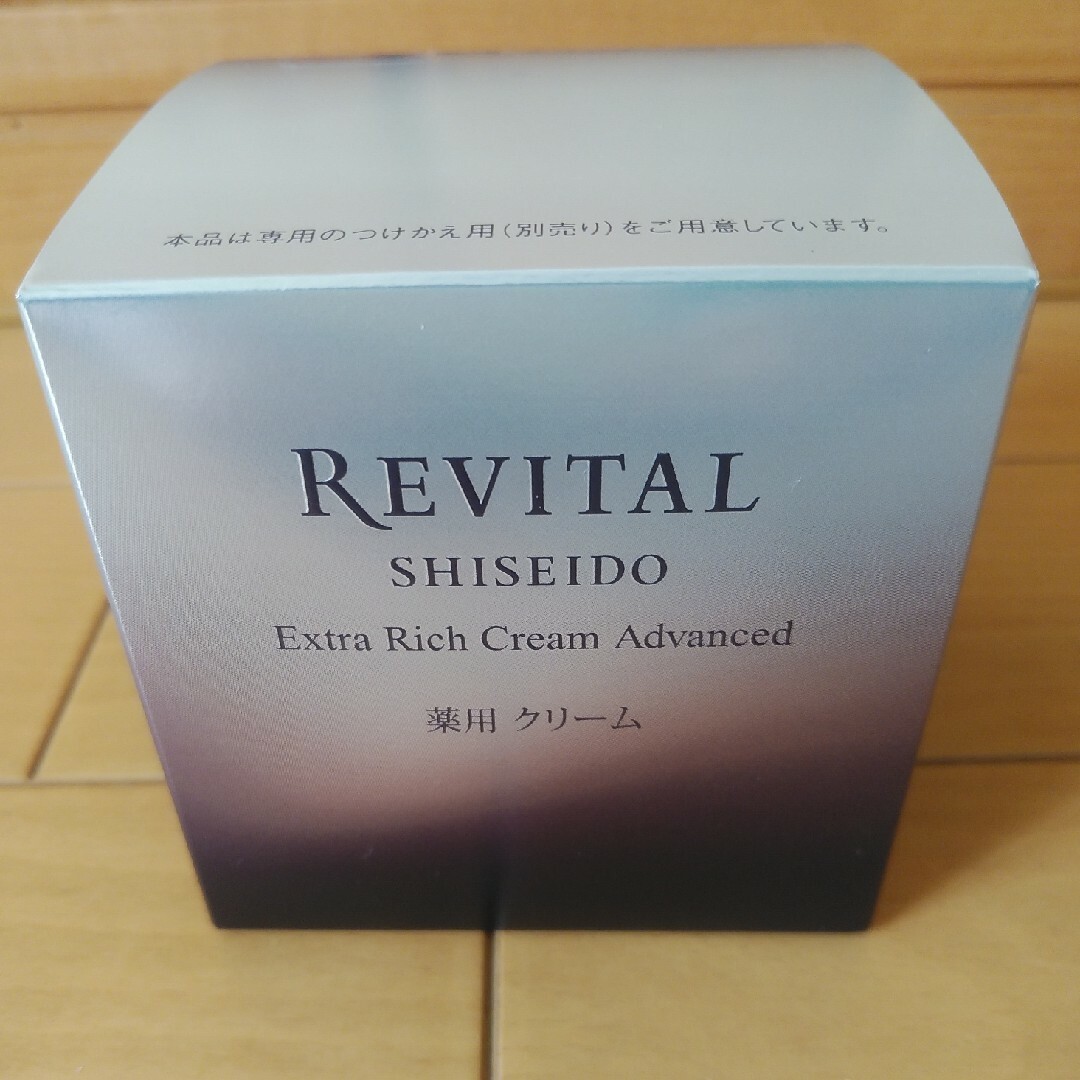 本品は専用のつけかえ用(別売り)をご用意しています。
REVITAL
SHISEIDO
Extra Rich Cream Advanced
薬用 クリーム